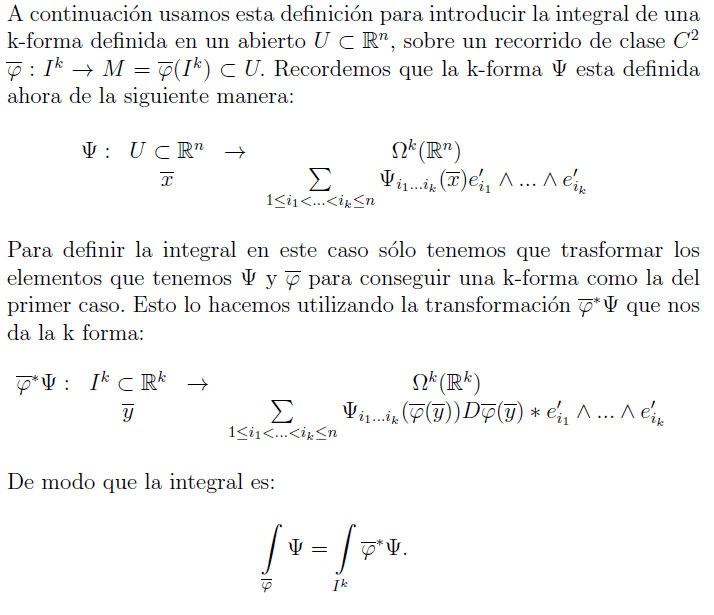 A continuación usamos esta definición para introducir la integral de una
k-forma definida en un abierto U ⊂ ℝⁿ, sobre un recorrido de clase C²
φ̅ : Iᵏ → M = φ̅(Iᵏ) ⊂ U. Recordemos que la k-forma Ψ esta definida
ahora de la siguiente manera:
Ψ : U ⊂ ℝⁿ → Ωᵏ(ℝⁿ)
x̅ ∑_{1≤i₁<...<iₖ≤n} Ψ_{i₁...iₖ}(x̅)e′_{i₁} ∧ ... ∧ e′_{iₖ}
Para definir la integral en este caso sólo tenemos que trasformar los
elementos que tenemos Ψ y φ̅ para conseguir una k-forma como la del
primer caso. Esto lo hacemos utilizando la transformación φ̅*Ψ que nos
da la k forma:
φ̅*Ψ : Iᵏ ⊂ ℝᵏ → Ωᵏ(ℝᵏ)
y̅ ∑_{1≤i₁<...<iₖ≤n} Ψ_{i₁...iₖ}(φ̅(y̅))Dφ̅(y̅) * e′_{i₁} ∧ ... ∧ e′_{iₖ}
De modo que la integral es:
∫_{φ̅} Ψ = ∫_{Iᵏ} φ̅*Ψ.